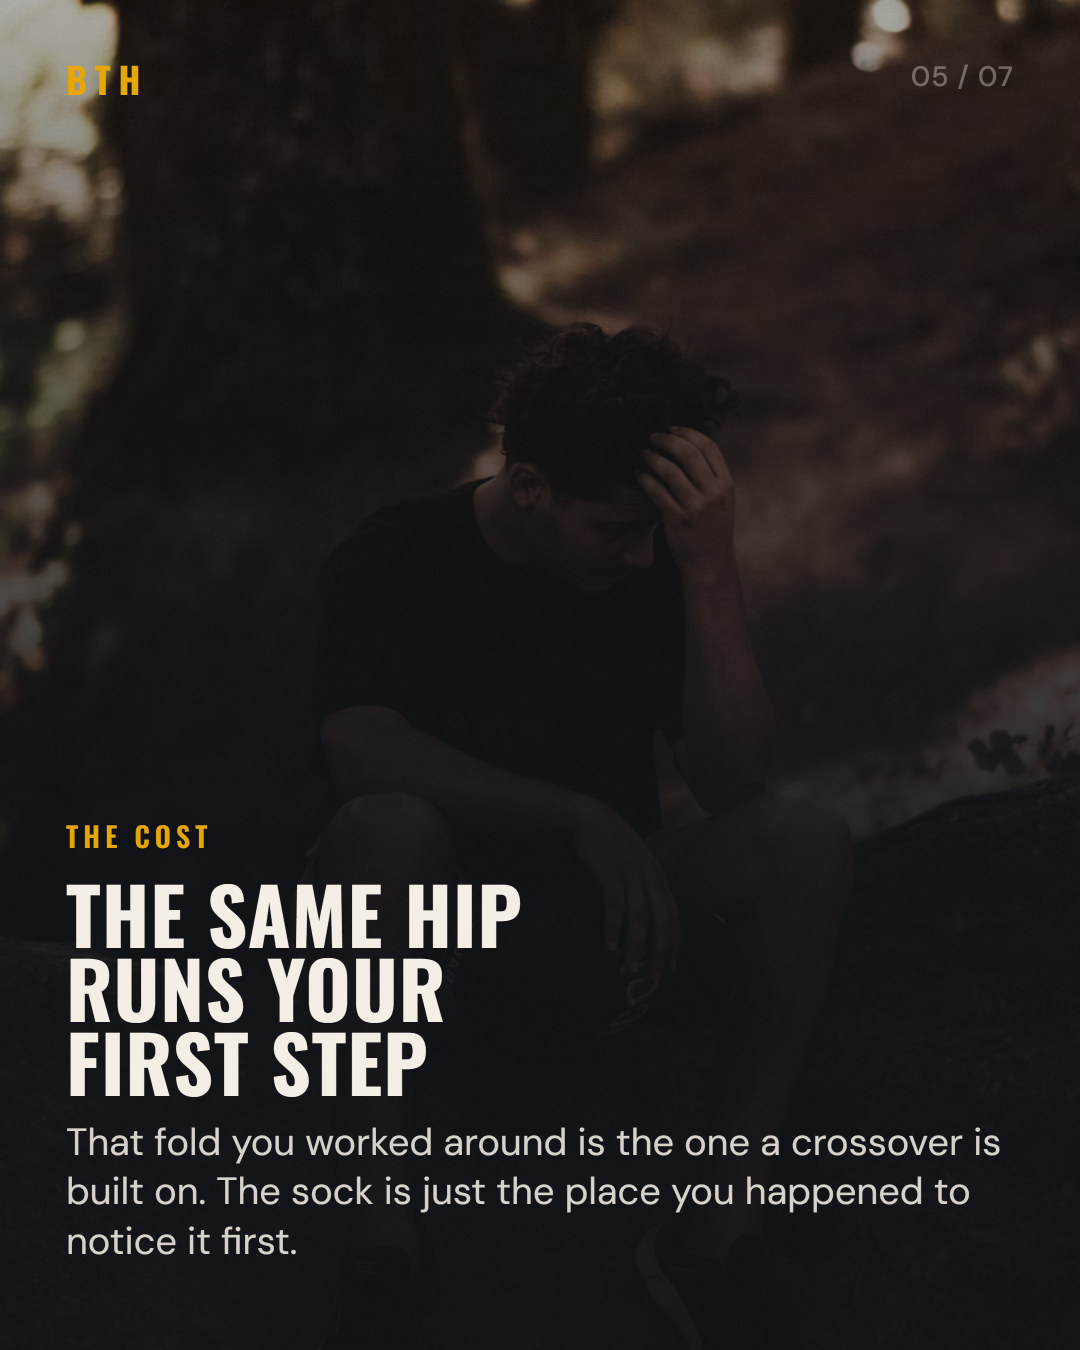 BTH
05 / 07
THE COST
THE SAME HIP
RUNS YOUR
FIRST STEP
That fold you worked around is the one a crossover is
built on. The sock is just the place you happened to
notice it first.